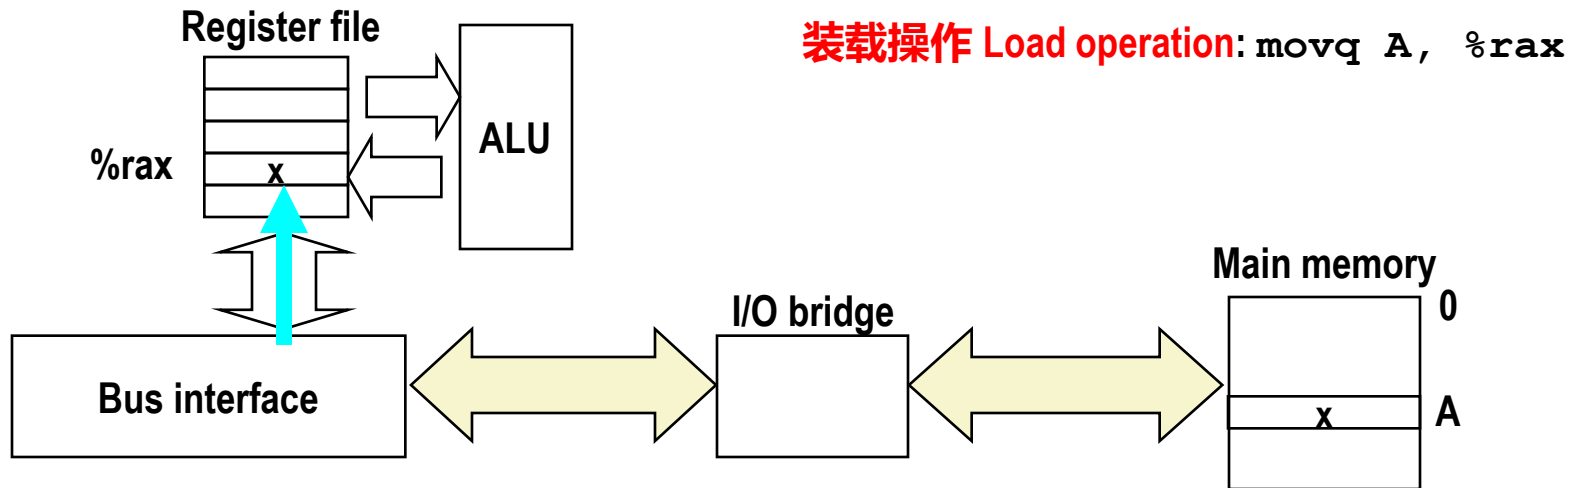 Register file
装载操作 Load operation: movq A, %rax
ALU
%rax
x
Main memory
0
I/O bridge
Bus interface
x
A